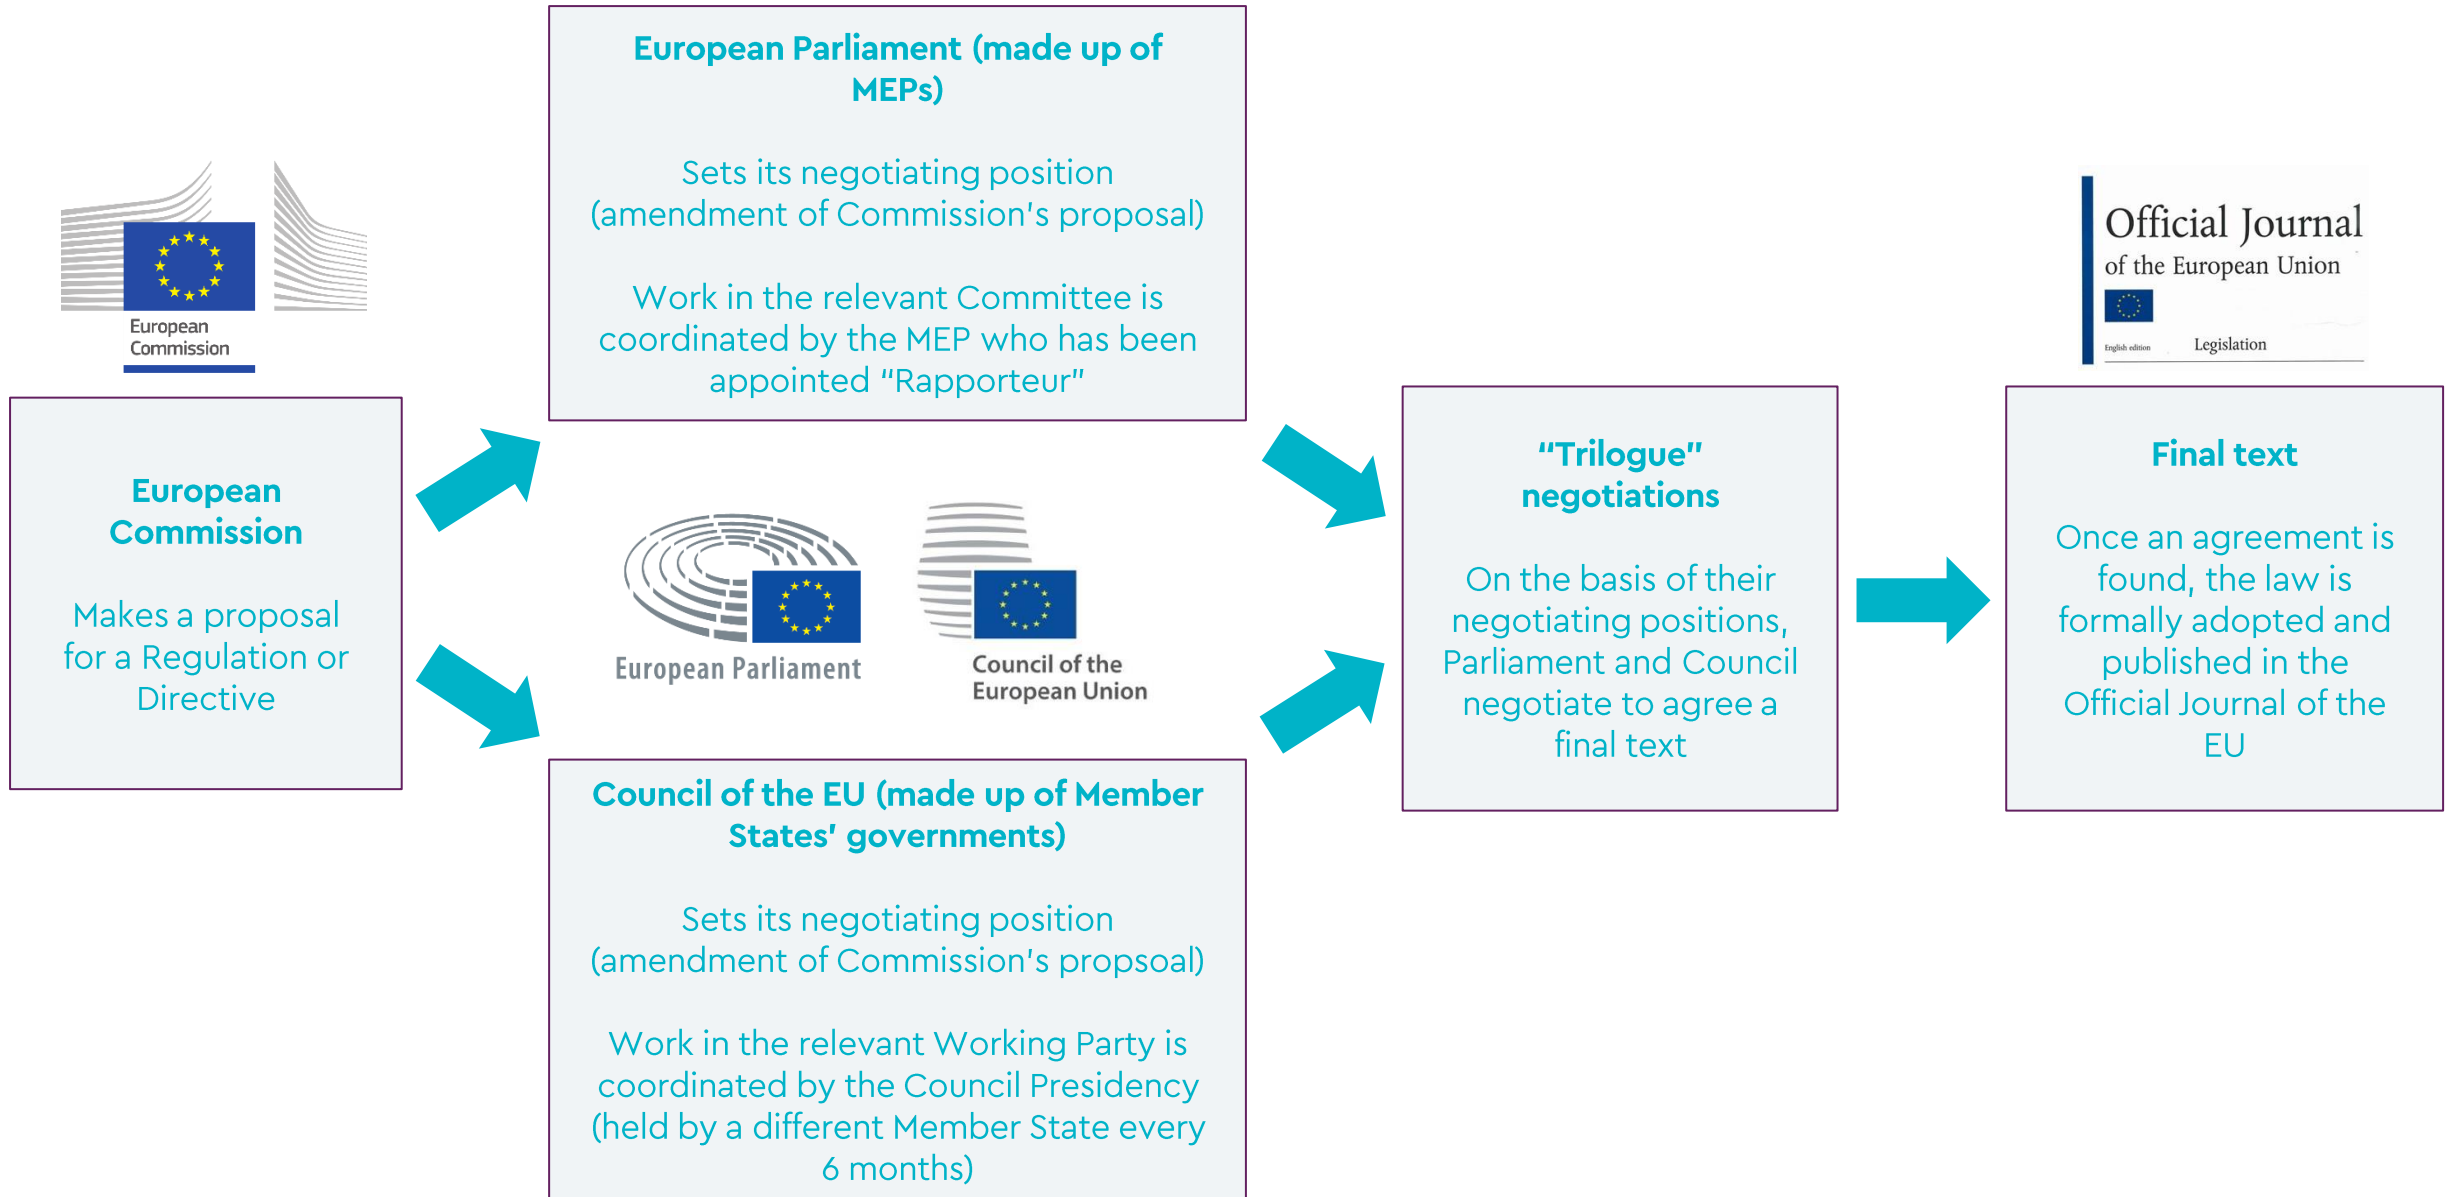 European
Commission
European
Commission
Makes a proposal
for a Regulation or
Directive
European Parliament (made up of
MEPs)
Sets its negotiating position
(amendment of Commission's proposal)
Work in the relevant Committee is
coordinated by the MEP who has been
appointed “Rapporteur”
European Parliament
Council of the
European Union
Council of the EU (made up of Member
States' governments)
Sets its negotiating position
(amendment of Commission's propsoal)
Work in the relevant Working Party is
coordinated by the Council Presidency
(held by a different Member State every
6 months)
“Trilogue”
negotiations
On the basis of their
negotiating positions,
Parliament and Council
negotiate to agree a
final text
Official Journal
of the European Union
English edition
Legislation
Final text
Once an agreement is
found, the law is
formally adopted and
published in the
Official Journal of the
EU